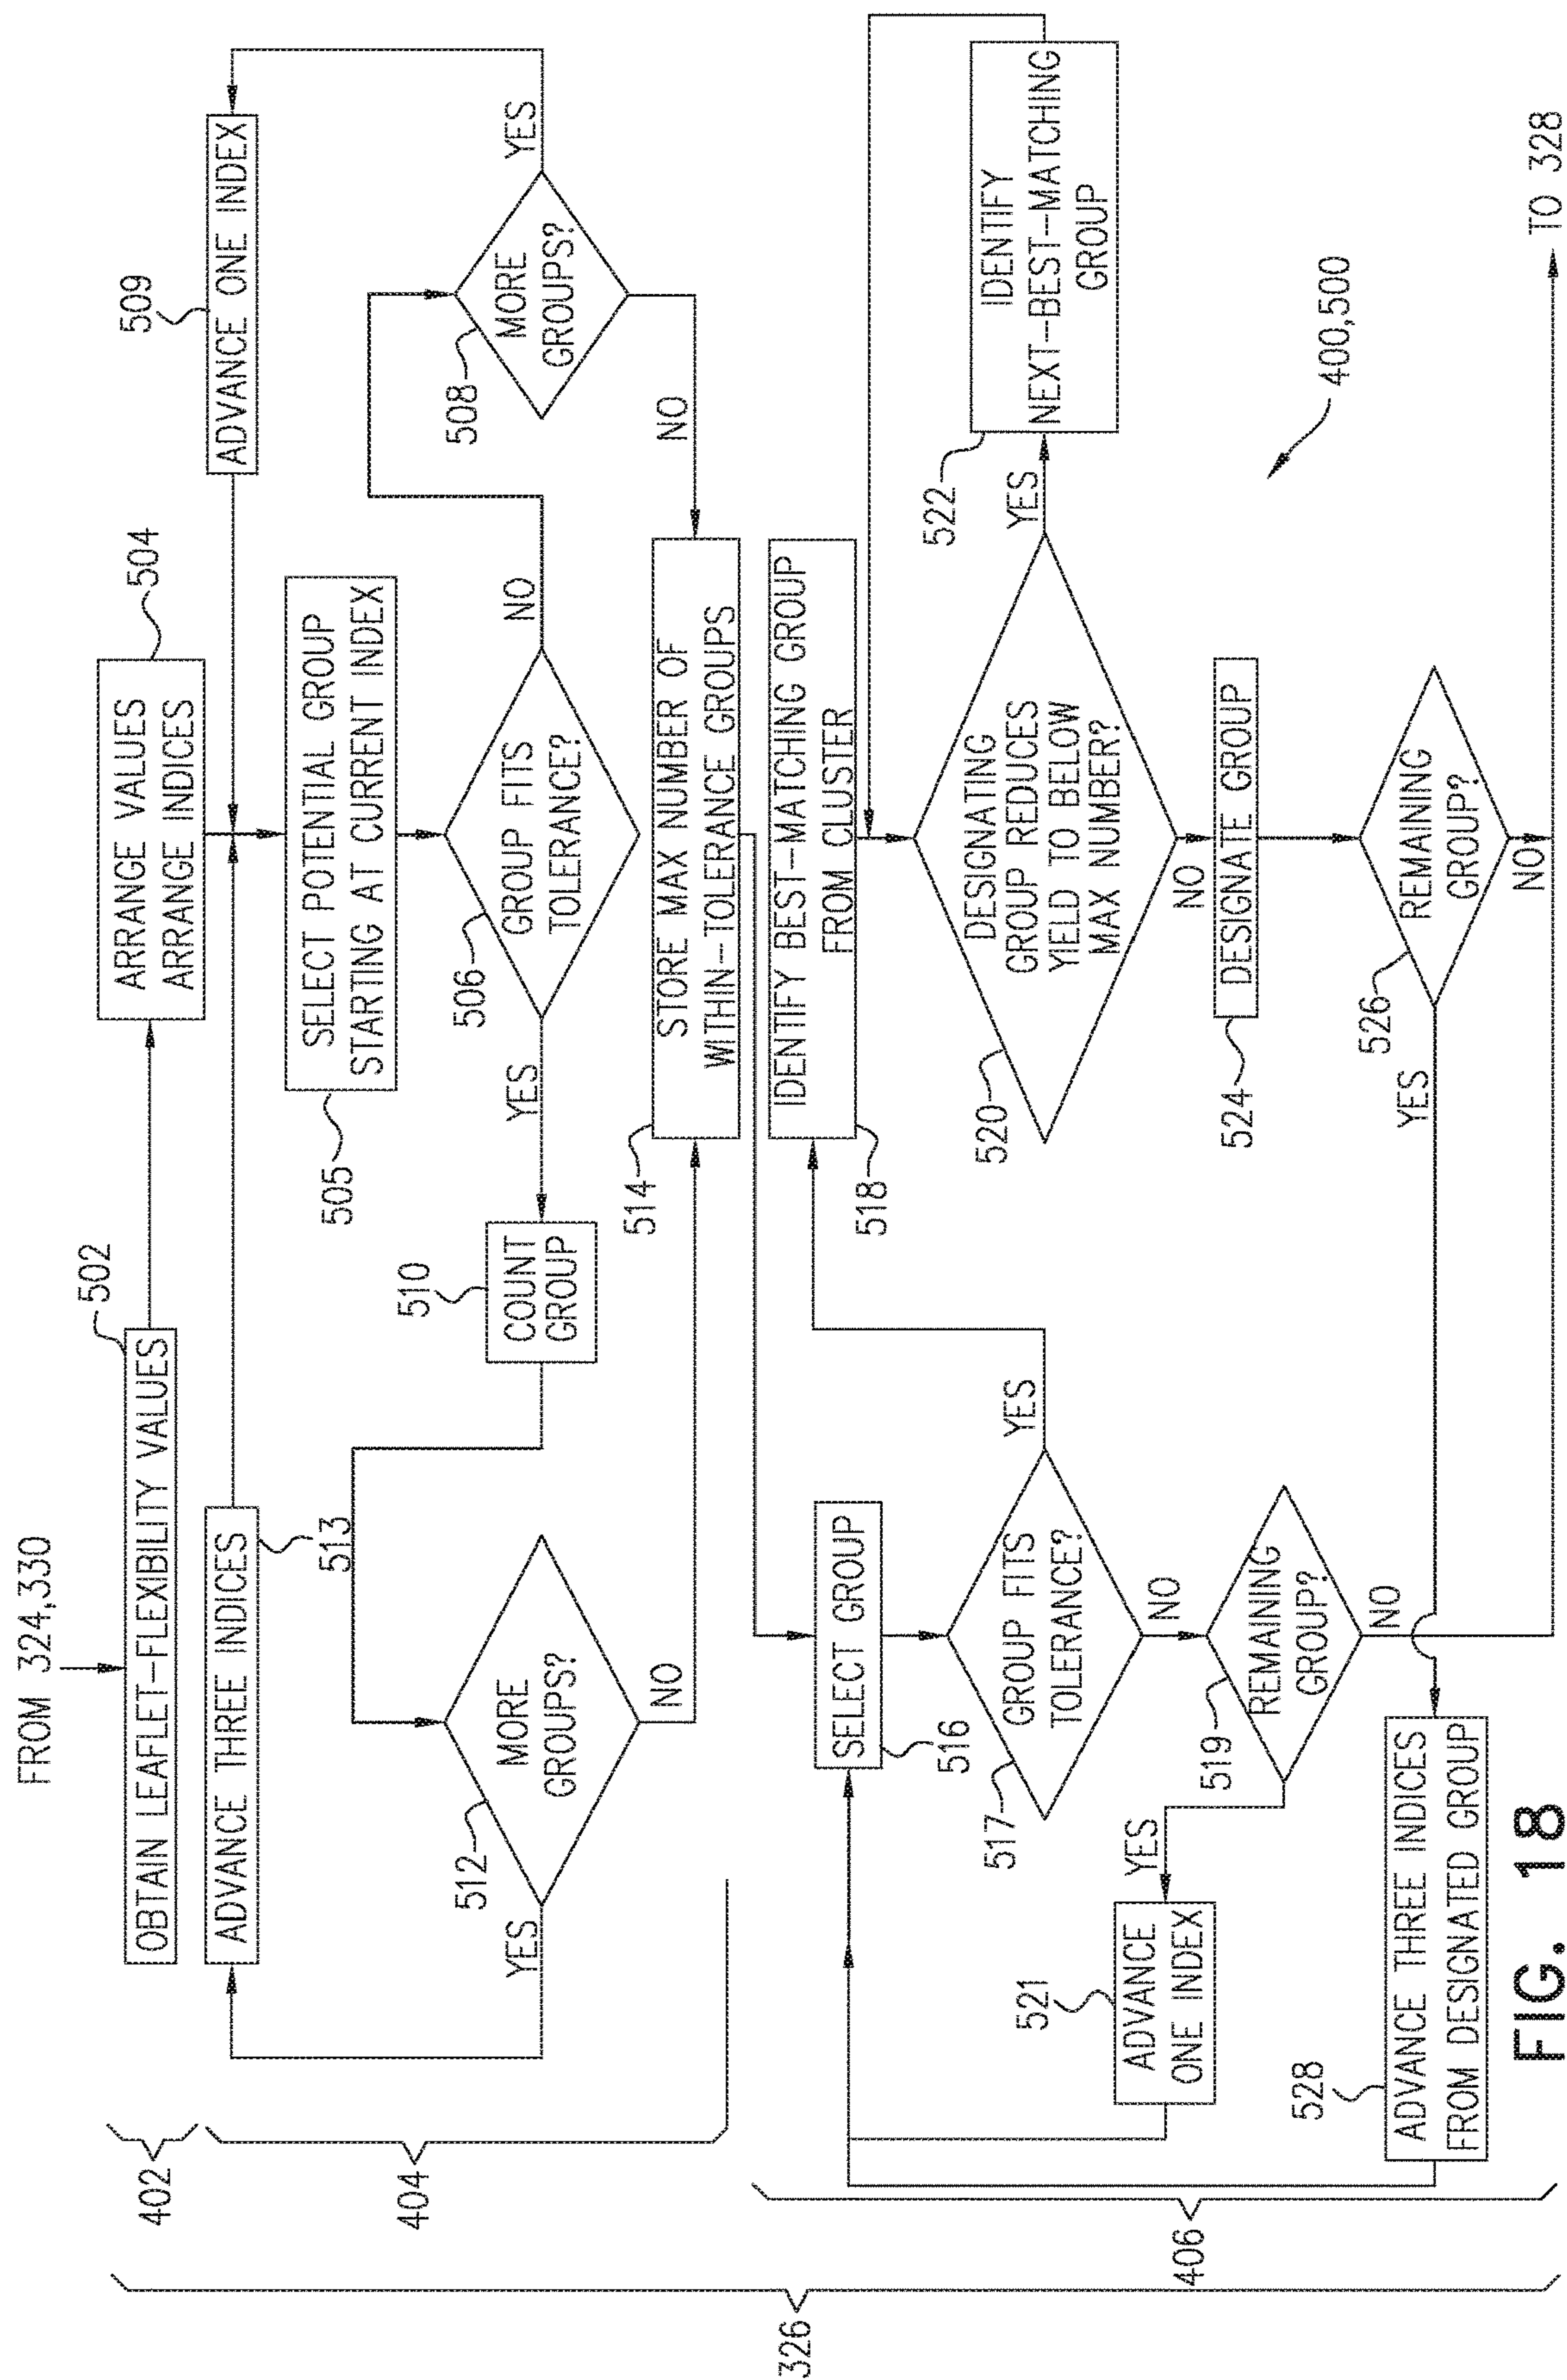 FROM 324,330
502
OBTAIN LEAFLET-FLEXIBILITY VALUES
504
ARRANGE VALUES
ARRANGE INDICES
509
ADVANCE ONE INDEX
ADVANCE THREE INDICES
513
505
SELECT POTENTIAL GROUP
STARTING AT CURRENT INDEX
512
MORE
GROUPS?
YES
NO
510
COUNT
GROUP
YES
506
GROUP FITS
TOLERANCE?
NO
508
MORE
GROUPS?
YES
NO
514
STORE MAX NUMBER OF
WITHIN-TOLERANCE GROUPS
402
404
SELECT GROUP
516
518
IDENTIFY BEST-MATCHING GROUP
FROM CLUSTER
517
GROUP FITS
TOLERANCE?
YES
NO
520
DESIGNATING
GROUP REDUCES
YIELD TO BELOW
MAX NUMBER?
YES
NO
522
IDENTIFY
NEXT-BEST-MATCHING
GROUP
521
ADVANCE
ONE INDEX
YES
519
REMAINING
GROUP?
NO
524
DESIGNATE GROUP
400,500
528
ADVANCE THREE INDICES
FROM DESIGNATED GROUP
YES
526
REMAINING
GROUP?
NO
406
326
TO 328
FIG. 18